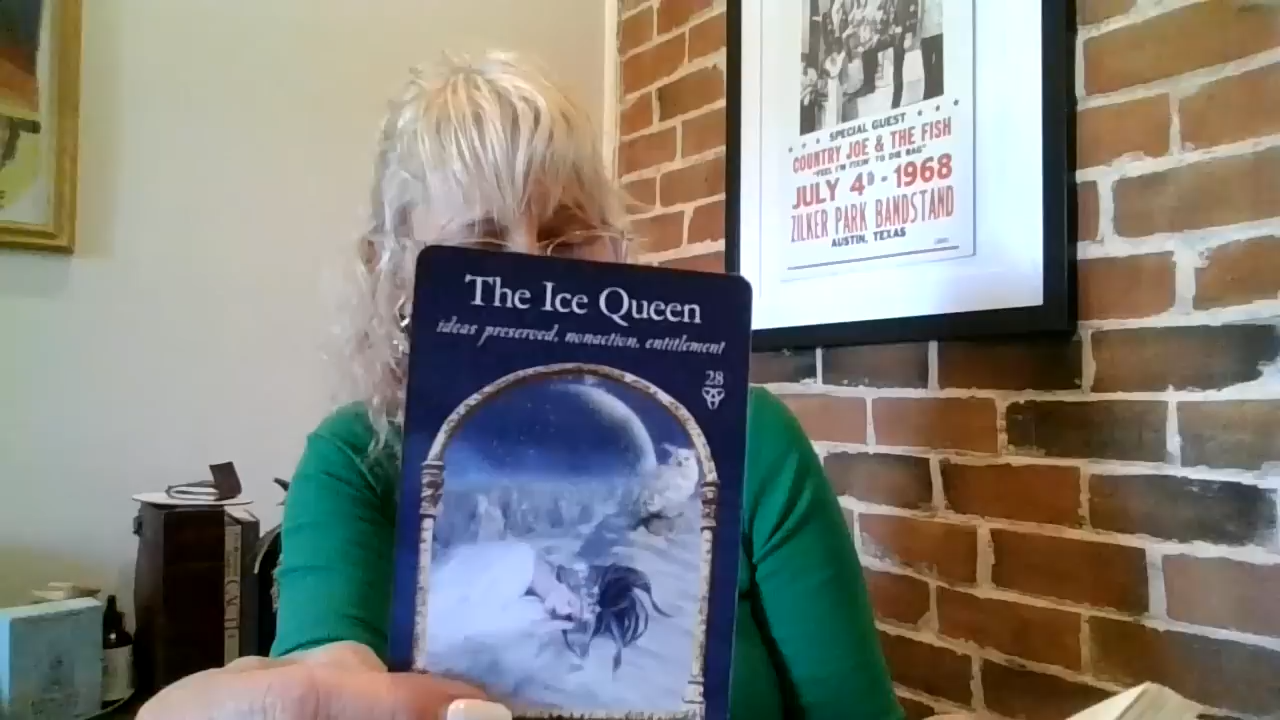 The Ice Queen
ideas preserved, nonaction, entitlement
28
SPECIAL GUEST
COUNTRY JOE & THE FISH
"FEEL I'M FIXIN' TO DIE RAG"
JULY 4th - 1968
ZILKER PARK BANDSTAND
AUSTIN, TEXAS